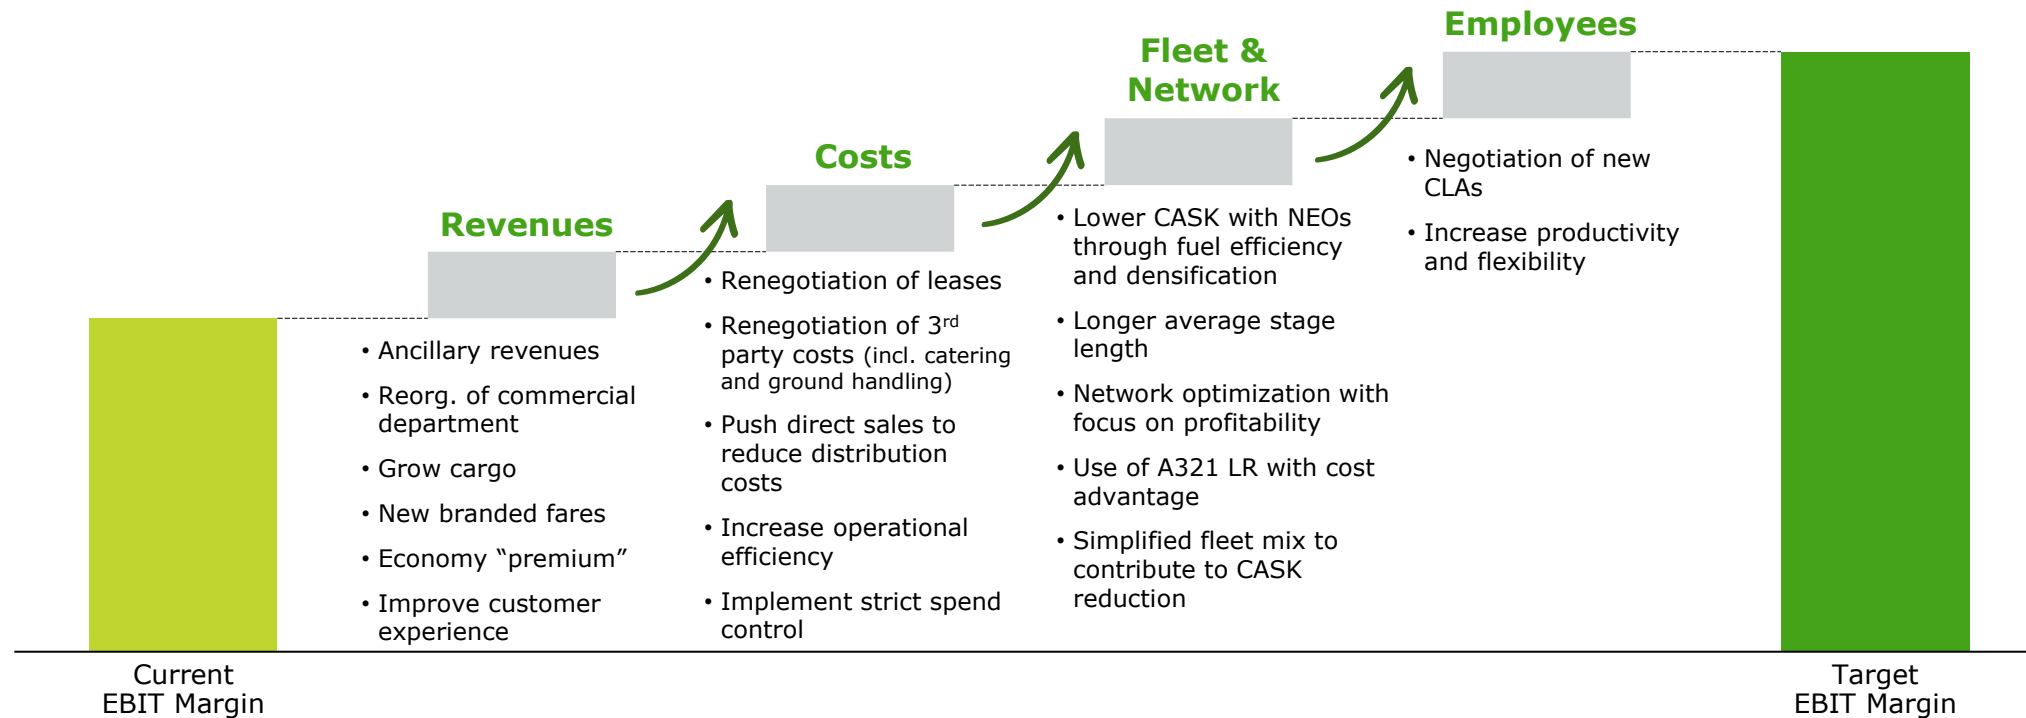 Revenues
• Ancillary revenues
• Reorg. of commercial
department
• Grow cargo
• New branded fares
• Economy “premium”
• Improve customer
experience
Costs
• Renegotiation of leases
• Renegotiation of 3rd
party costs (incl. catering
and ground handling)
• Push direct sales to
reduce distribution
costs
• Increase operational
efficiency
• Implement strict spend
control
Fleet &
Network
• Lower CASK with NEOs
through fuel efficiency
and densification
• Longer average stage
length
• Network optimization with
focus on profitability
• Use of A321 LR with cost
advantage
• Simplified fleet mix to
contribute to CASK
reduction
Employees
• Negotiation of new
CLAs
• Increase productivity
and flexibility
Current
EBIT Margin
Target
EBIT Margin